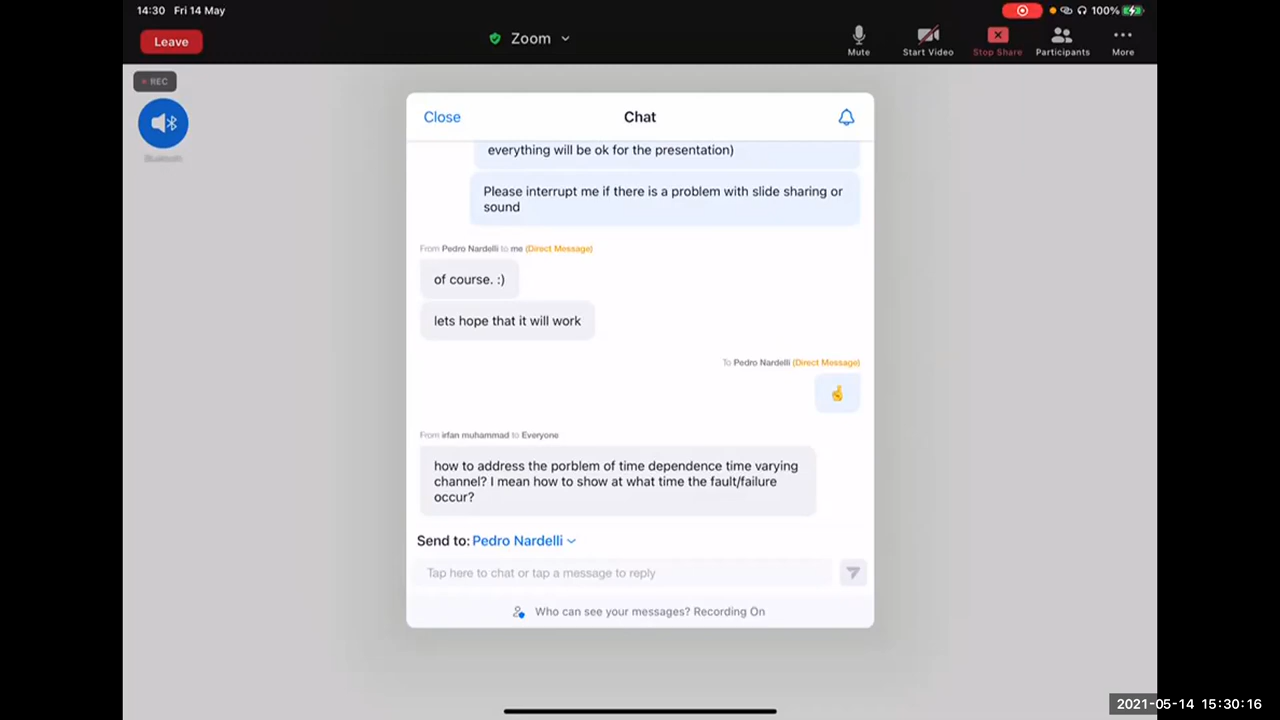 14:30 Fri 14 May
100%
Leave
Zoom
Mute
Start Video
Stop Share
Participants
More
REC
Bluetooth
Close
Chat
everything will be ok for the presentation)
Please interrupt me if there is a problem with slide sharing or
sound
From Pedro Nardelli to me (Direct Message)
of course. :)
lets hope that it will work
To Pedro Nardelli (Direct Message)
From irfan muhammad to Everyone
how to address the porblem of time dependence time varying
channel? I mean how to show at what time the fault/failure
occur?
Send to: Pedro Nardelli
Tap here to chat or tap a message to reply
Who can see your messages? Recording On
2021-05-14 15:30:16